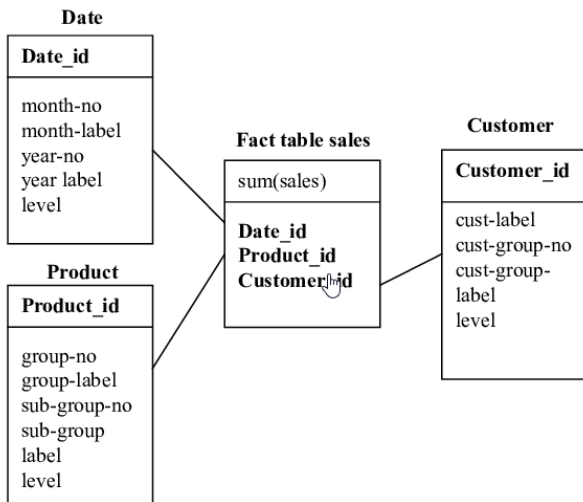 Date
Date_id
month-no
month-label
year-no
year label
level
Product
Product_id
group-no
group-label
sub-group-no
sub-group
label
level
Fact table sales
sum(sales)
Date_id
Product_id
Customer_id
Customer
Customer_id
cust-label
cust-group-no
cust-group-
label
level